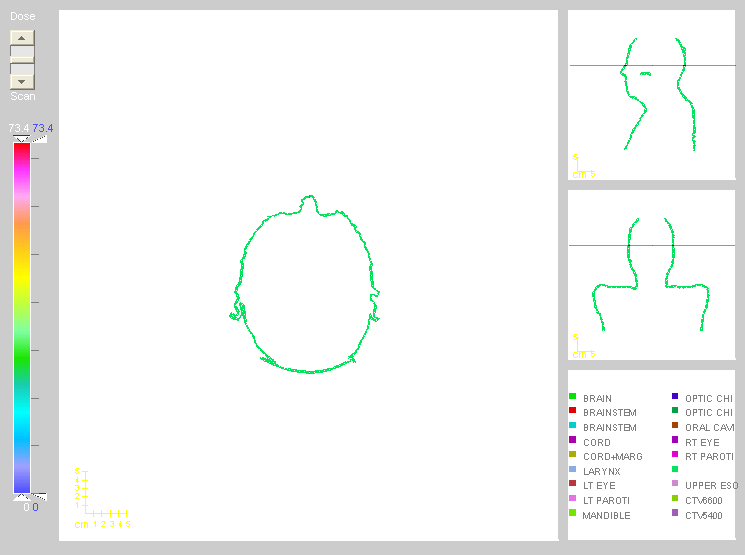 Dose
Scan
73.4 73.4
0 0
5
4
3
2
1
cm 1 2 3 4 5
5
cm 5
5
cm 5
BRAIN OPTIC CHI
BRAINSTEM OPTIC CHI
BRAINSTEM ORAL CAVI
CORD RT EYE
CORD+MARG RT PAROTI
LARYNX
LT EYE UPPER ESO
LT PAROTI CTV6600
MANDIBLE CTV5400